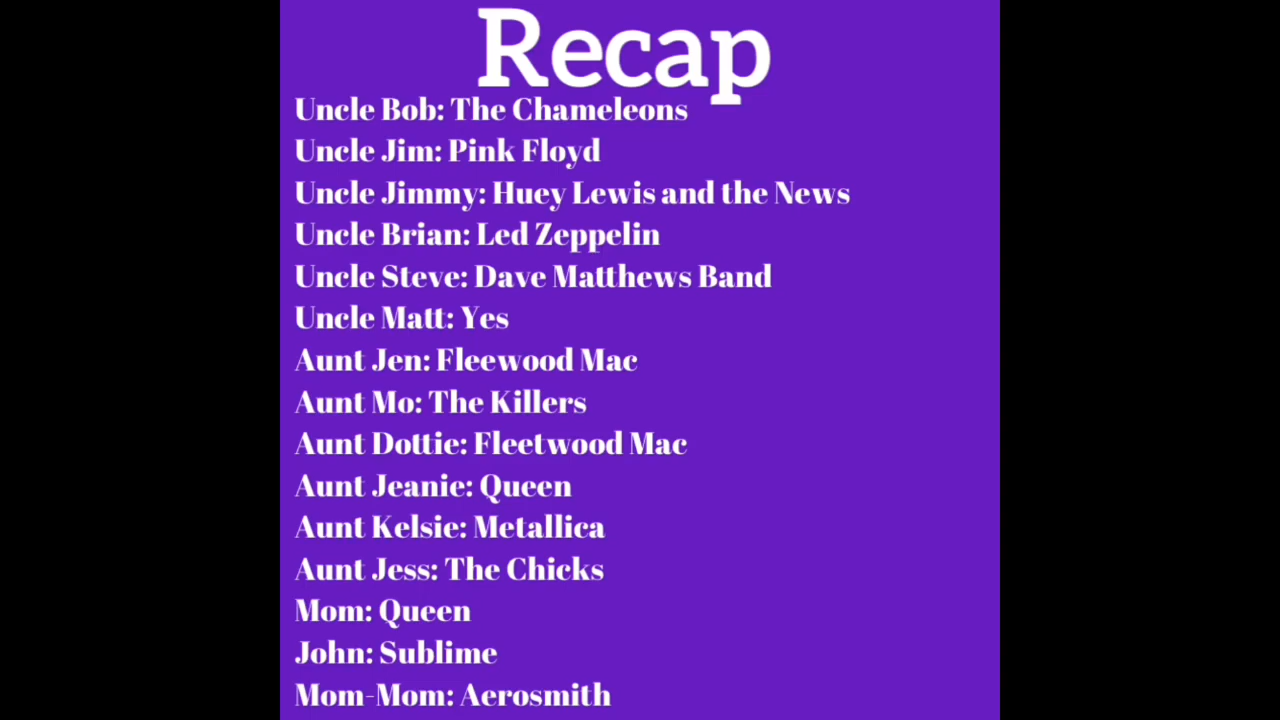 Recap
Uncle Bob: The Chameleons
Uncle Jim: Pink Floyd
Uncle Jimmy: Huey Lewis and the News
Uncle Brian: Led Zeppelin
Uncle Steve: Dave Matthews Band
Uncle Matt: Yes
Aunt Jen: Fleewood Mac
Aunt Mo: The Killers
Aunt Dottie: Fleetwood Mac
Aunt Jeanie: Queen
Aunt Kelsie: Metallica
Aunt Jess: The Chicks
Mom: Queen
John: Sublime
Mom-Mom: Aerosmith